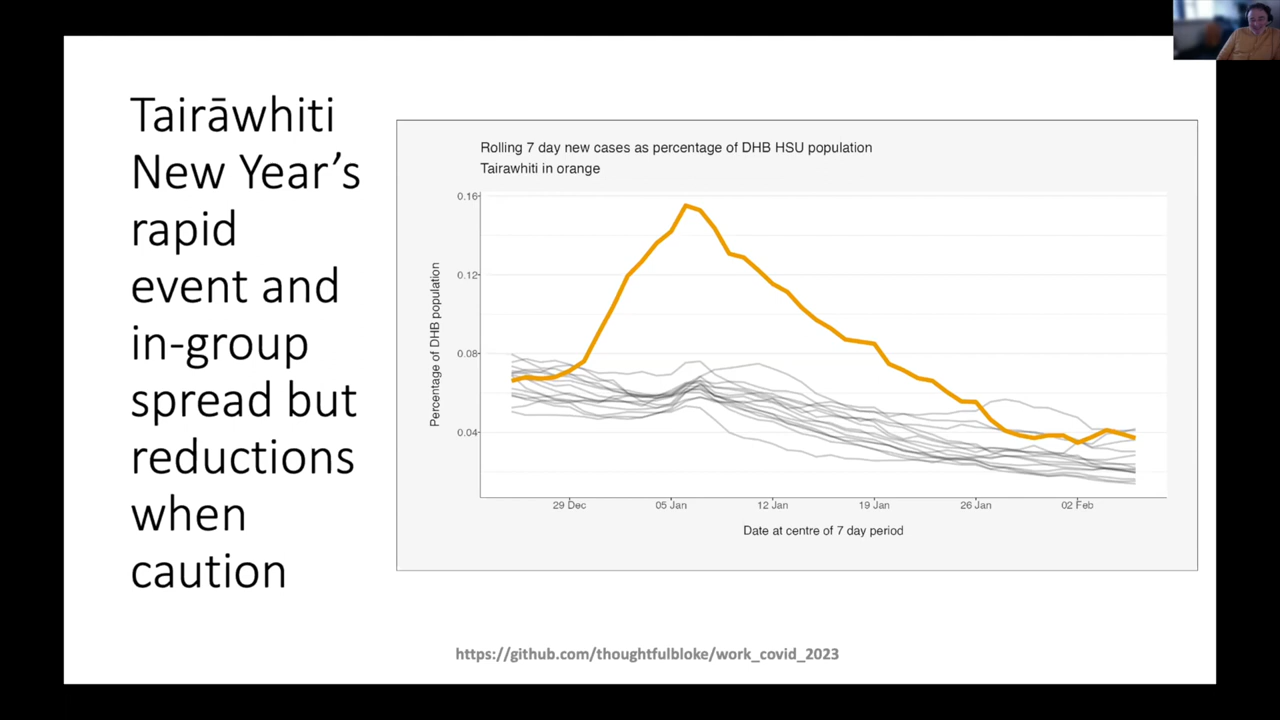 Tairāwhiti
New Year’s
rapid
event and
in-group
spread but
reductions
when
caution
Rolling 7 day new cases as percentage of DHB HSU population
Tairawhiti in orange
Percentage of DHB population
0.16
0.12
0.08
0.04
29 Dec
05 Jan
12 Jan
19 Jan
26 Jan
02 Feb
Date at centre of 7 day period
https://github.com/thoughtfulbloke/work_covid_2023